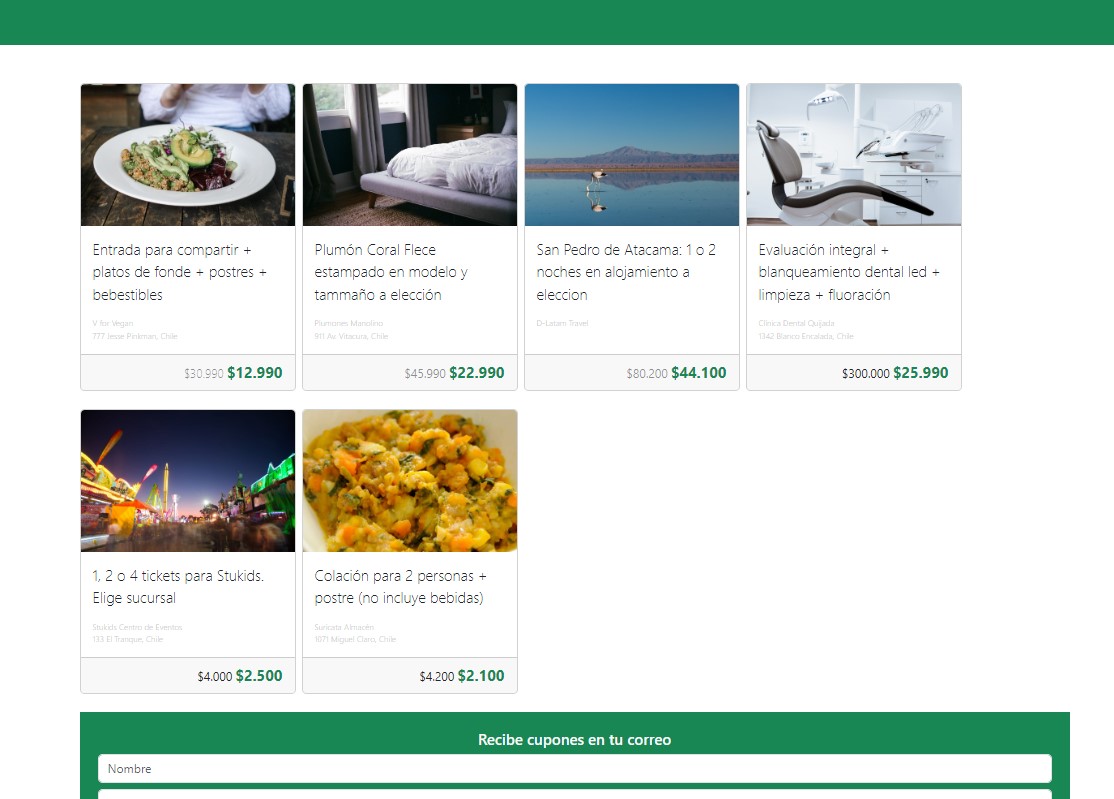 Entrada para compartir +
platos de fonde + postres +
bebestibles
V for Vegan
777 Jesse Pinkman, Chile
$30.990 $12.990
Plumón Coral Flece
estampado en modelo y
tammaño a elección
Plumones Manolino
911 Av. Vitacura, Chile
$45.990 $22.990
San Pedro de Atacama: 1 o 2
noches en alojamiento a
eleccion
D-Latam Travel
$80.200 $44.100
Evaluación integral +
blanqueamiento dental led +
limpieza + fluoración
Clínica Dental Quijada
1342 Blanco Encalada, Chile
$300.000 $25.990
1, 2 o 4 tickets para Stukids.
Elige sucursal
Stukids Centro de Eventos
133 El Tranque, Chile
$4.000 $2.500
Colación para 2 personas +
postre (no incluye bebidas)
Suricata Almacén
1071 Miguel Claro, Chile
$4.200 $2.100
Recibe cupones en tu correo
Nombre